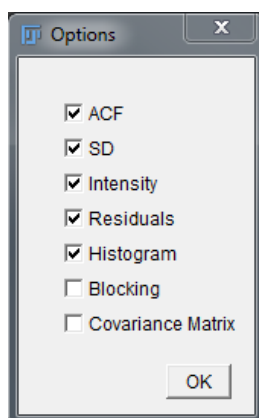 Options
X
ACF
SD
Intensity
Residuals
Histogram
Blocking
Covariance Matrix
OK